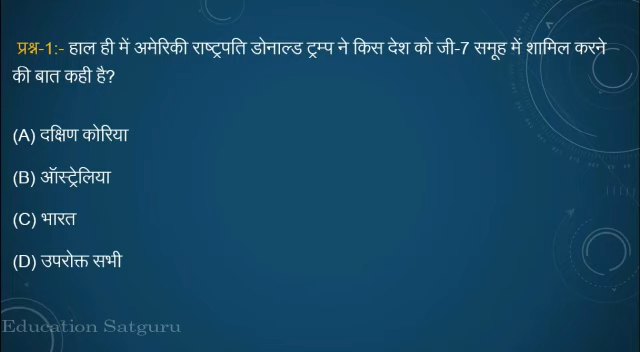 प्रश्न-1:- हाल ही में अमेरिकी राष्ट्रपति डोनाल्ड ट्रम्प ने किस देश को जी-7 समूह में शामिल करने
की बात कही है?
(A) दक्षिण कोरिया
(B) ऑस्ट्रेलिया
(C) भारत
(D) उपरोक्त सभी
Education Satguru